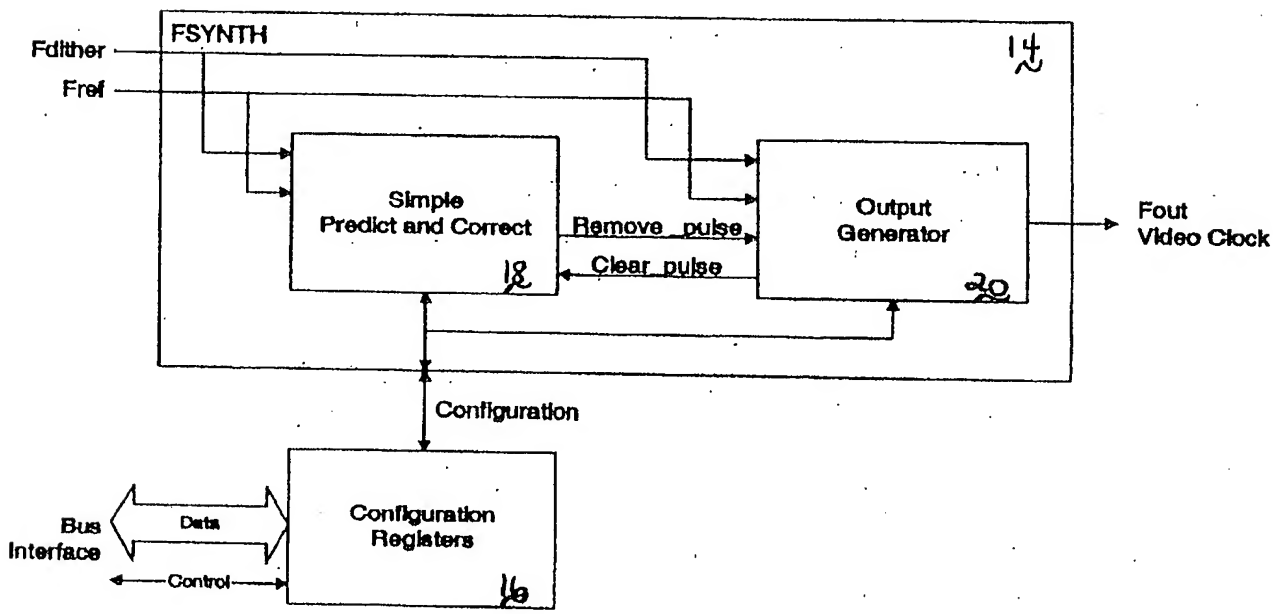 FSYNTH
14
Fdither
Fref
Simple
Predict and Correct
18
Remove pulse
Clear pulse
Output
Generator
20
Fout
Video Clock
Configuration
Bus
Interface
Data
Control
Configuration
Registers
16